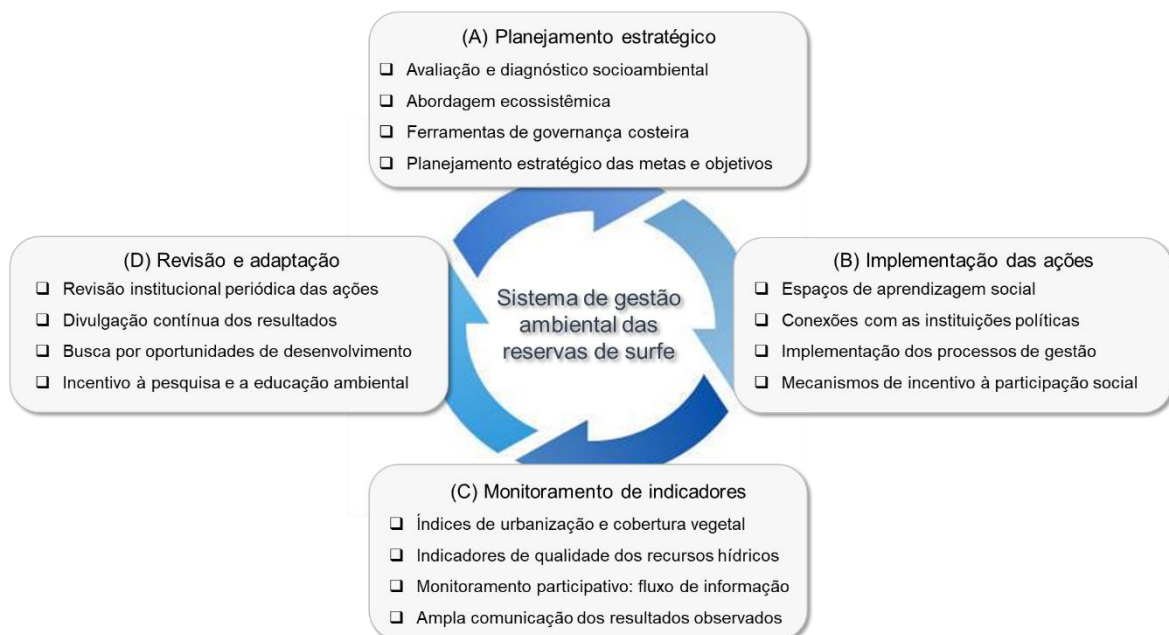 (A) Planejamento estratégico
❑ Avaliação e diagnóstico socioambiental
❑ Abordagem ecossistêmica
❑ Ferramentas de governança costeira
❑ Planejamento estratégico das metas e objetivos
(D) Revisão e adaptação
❑ Revisão institucional periódica das ações
❑ Divulgação contínua dos resultados
❑ Busca por oportunidades de desenvolvimento
❑ Incentivo à pesquisa e a educação ambiental
Sistema de gestão
ambiental das
reservas de surfe
(B) Implementação das ações
❑ Espaços de aprendizagem social
❑ Conexões com as instituições políticas
❑ Implementação dos processos de gestão
❑ Mecanismos de incentivo à participação social
(C) Monitoramento de indicadores
❑ Índices de urbanização e cobertura vegetal
❑ Indicadores de qualidade dos recursos hídricos
❑ Monitoramento participativo: fluxo de informação
❑ Ampla comunicação dos resultados observados